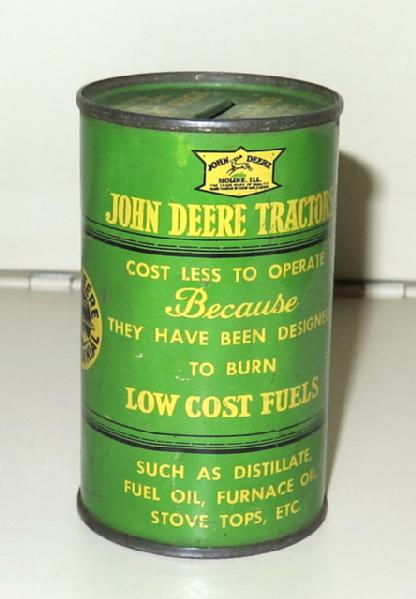 JOHN DEERE
MOLINE, ILL.
JOHN DEERE TRACTORS
COST LESS TO OPERATE
Because
THEY HAVE BEEN DESIGNED
TO BURN
LOW COST FUELS
SUCH AS DISTILLATE,
FUEL OIL, FURNACE OIL,
STOVE TOPS, ETC.